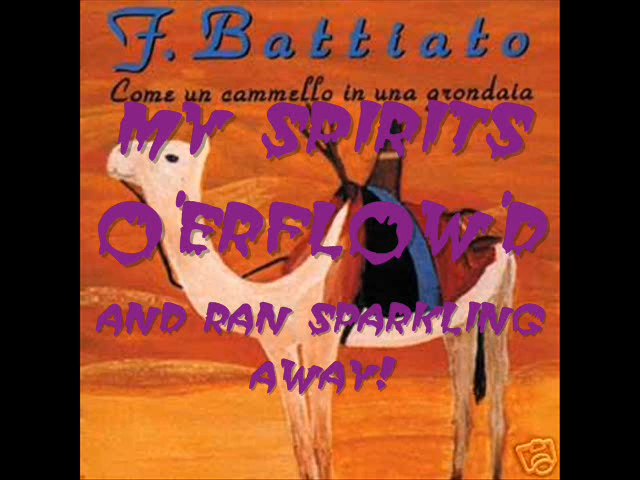 F. Battiato
Come un cammello in una grondaia
MY SPIRITS
O'ERFLOW'D
AND RAN SPARKLING
AWAY!